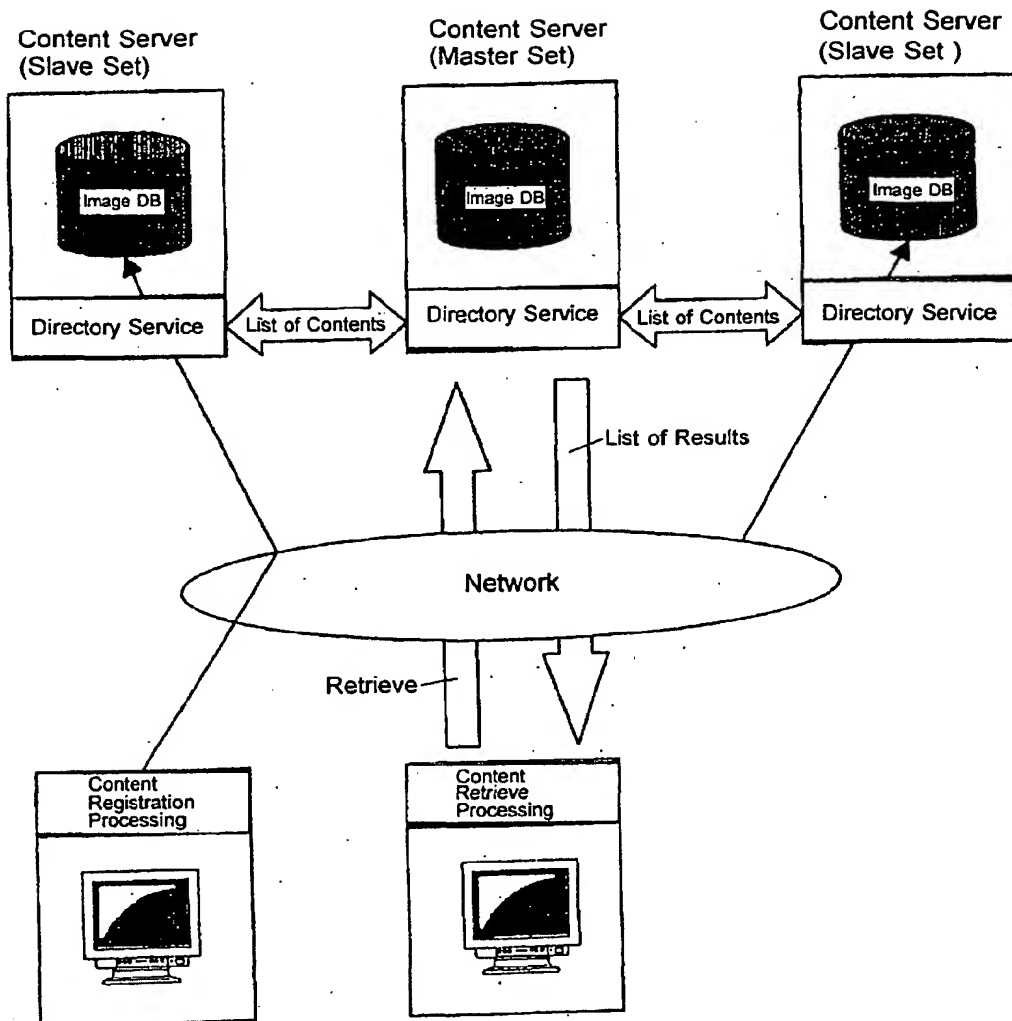 Content Server
(Slave Set)
Content Server
(Master Set)
Content Server
(Slave Set )
Image DB
Image DB
Image DB
Directory Service
List of Contents
Directory Service
List of Contents
Directory Service
List of Results
Network
Retrieve
Content
Registration
Processing
Content
Retrieve
Processing